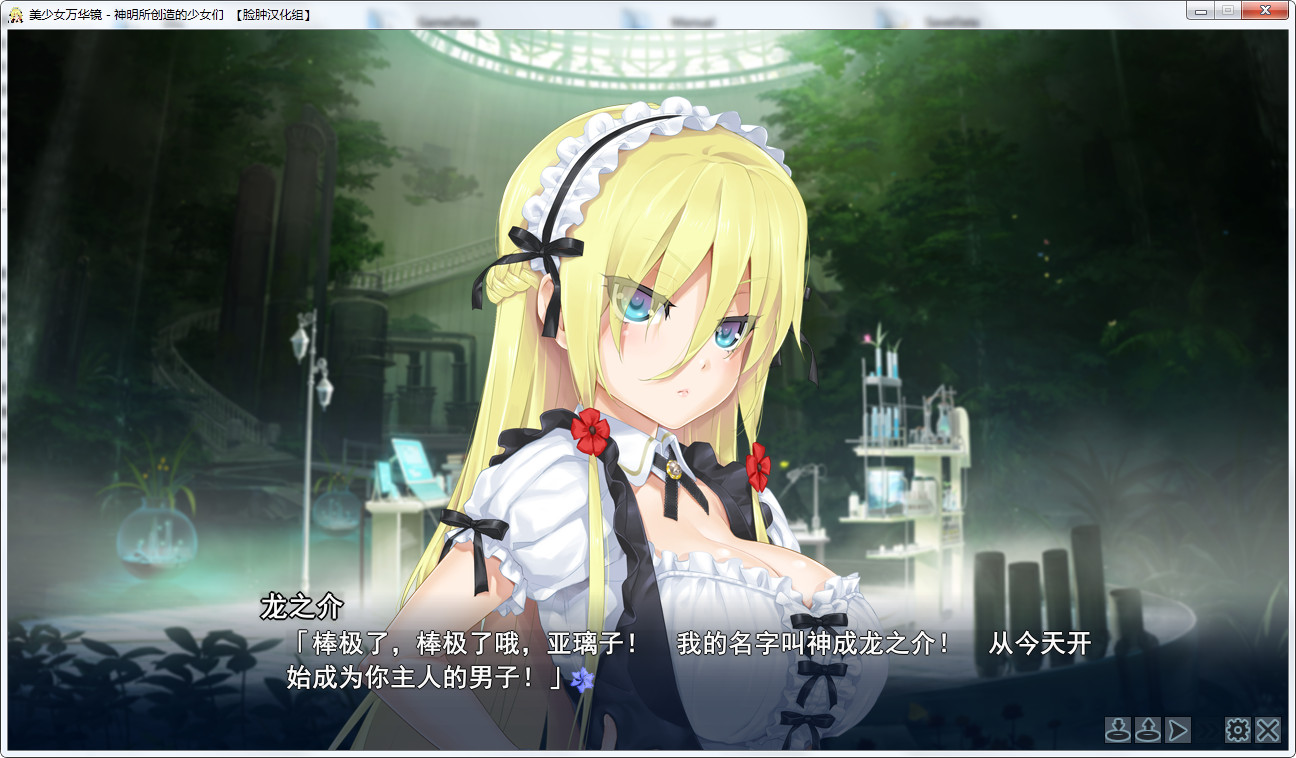 美少女万华镜 - 神明所创造的少女们 【脸肿汉化组】
龙之介
「棒极了，棒极了哦，亚璃子！ 我的名字叫神成龙之介！ 从今天开
始成为你主人的男子！」